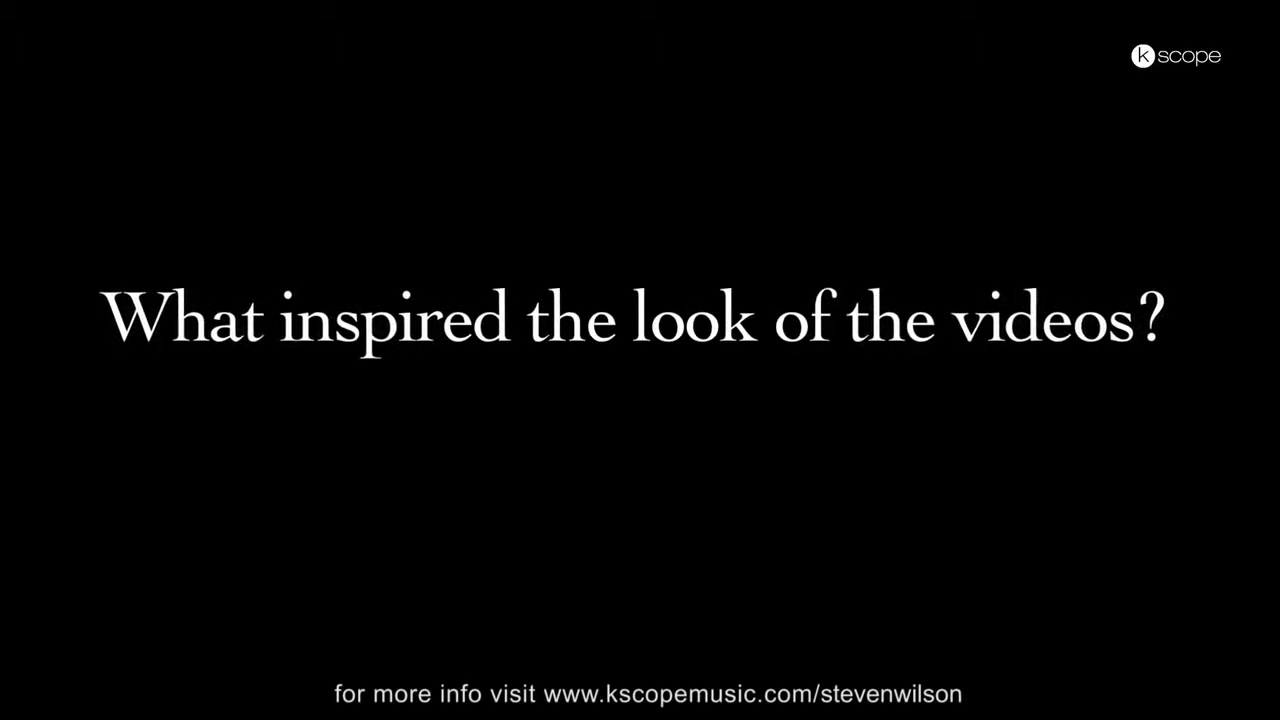 kscope
What inspired the look of the videos?
for more info visit www.kscopemusic.com/stevenwilson